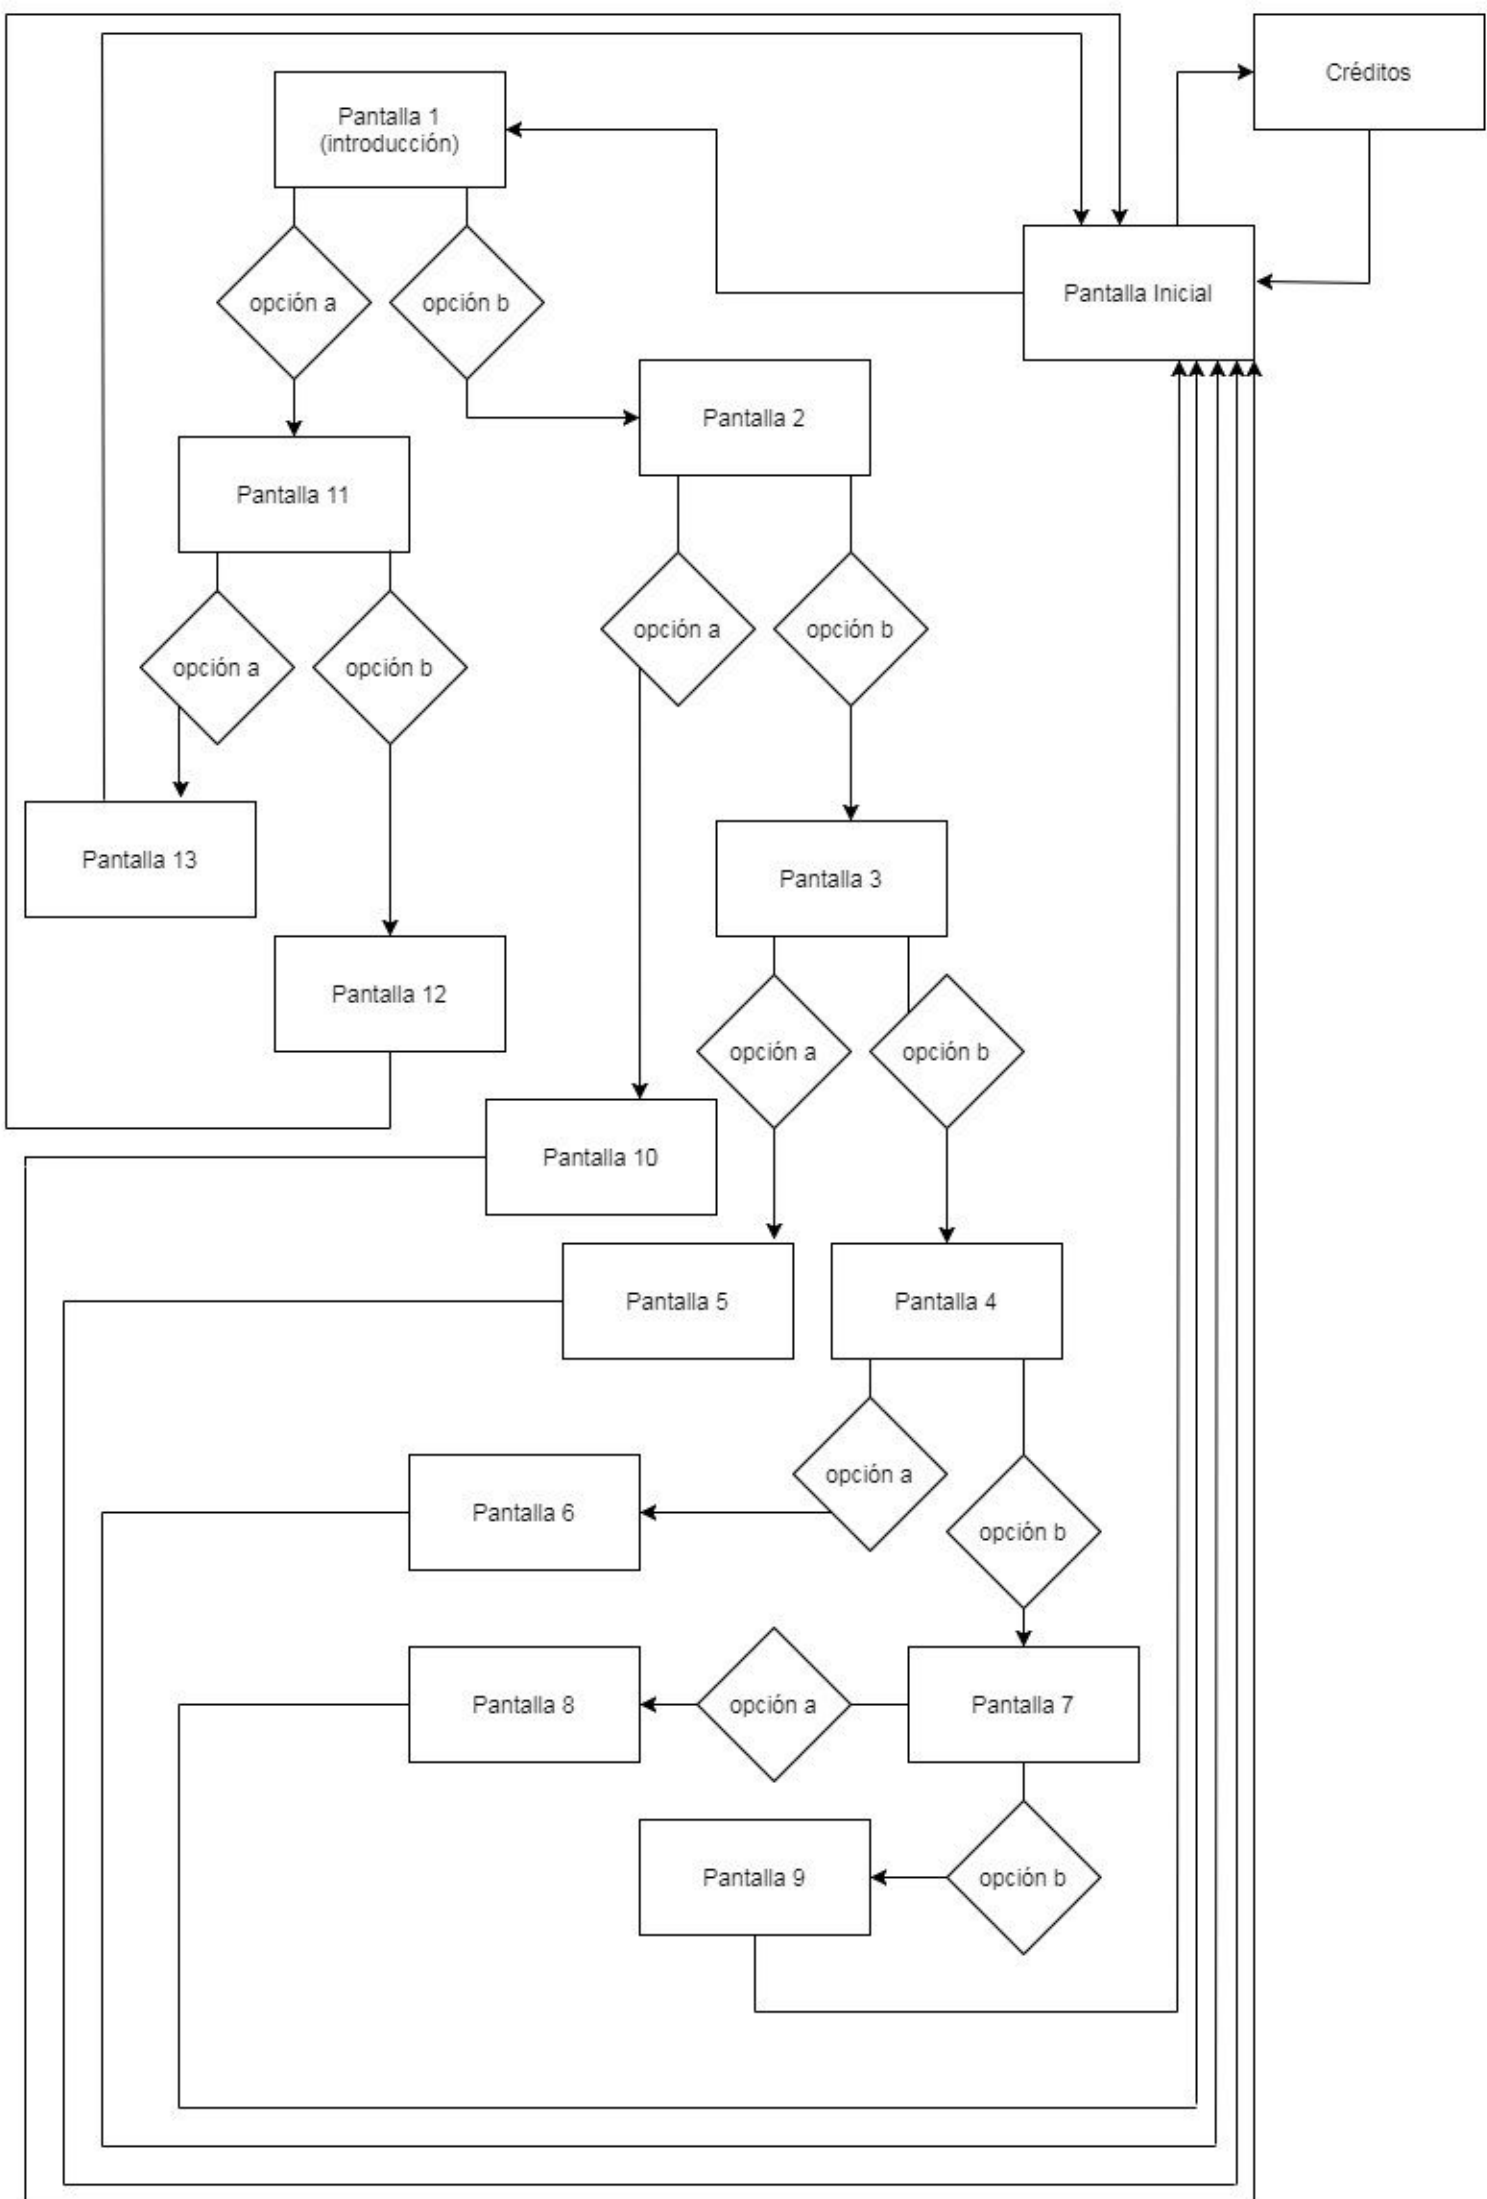 Créditos
Pantalla 1
(introducción)
Pantalla Inicial
opción a
opción b
Pantalla 2
Pantalla 11
opción a
opción b
opción a
opción b
Pantalla 13
Pantalla 3
Pantalla 12
opción a
opción b
Pantalla 10
Pantalla 5
Pantalla 4
opción a
Pantalla 6
opción b
Pantalla 8
opción a
Pantalla 7
Pantalla 9
opción b